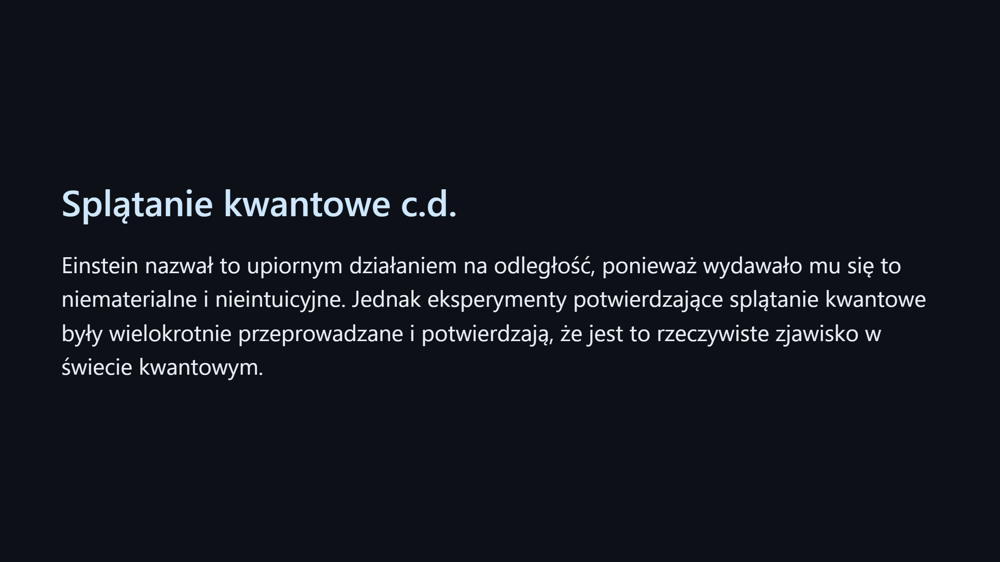 Splątanie kwantowe c.d.
Einstein nazwał to upiornym działaniem na odległość, ponieważ wydawało mu się to
niematerialne i nieintuicyjne. Jednak eksperymenty potwierdzające splątanie kwantowe
były wielokrotnie przeprowadzane i potwierdzają, że jest to rzeczywiste zjawisko w
świecie kwantowym.